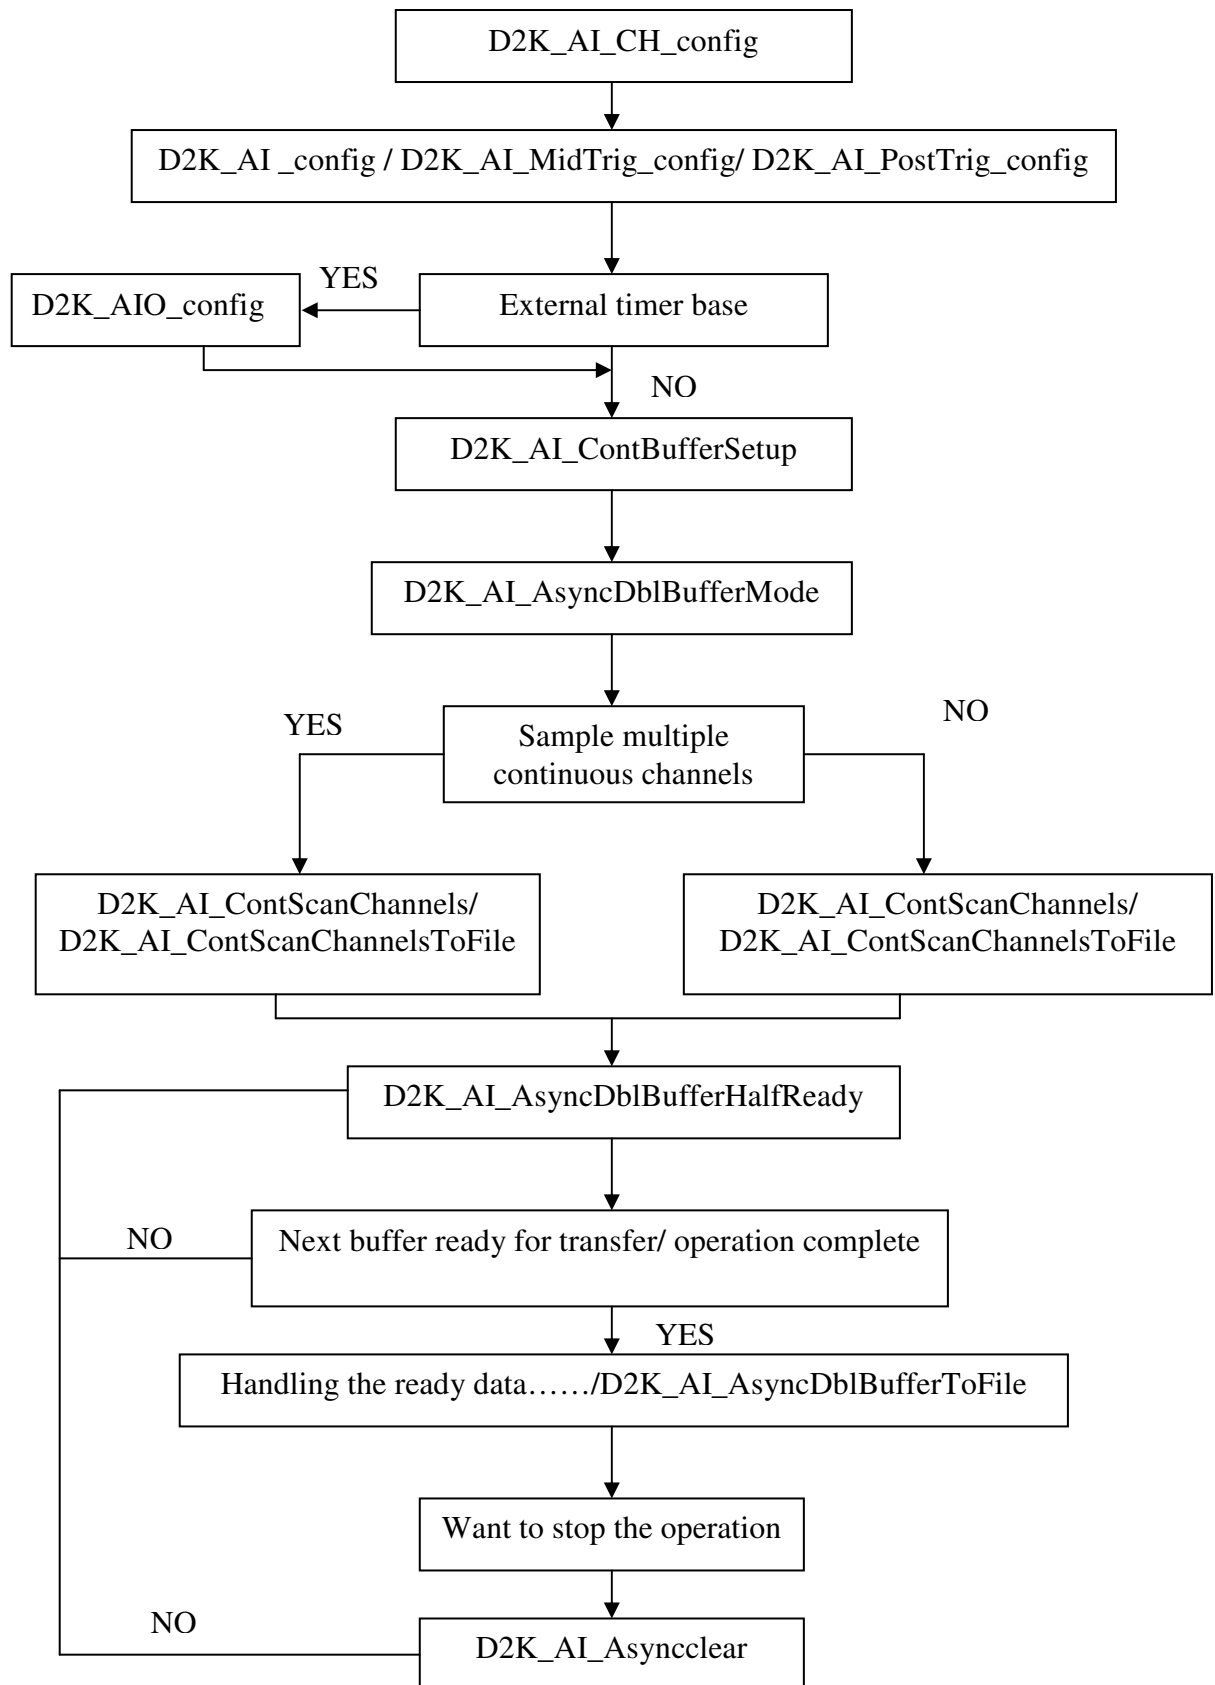 D2K_AI_CH_config
D2K_AI _config / D2K_AI_MidTrig_config/ D2K_AI_PostTrig_config
YES
D2K_AIO_config
External timer base
NO
D2K_AI_ContBufferSetup
D2K_AI_AsyncDblBufferMode
YES
NO
Sample multiple
continuous channels
D2K_AI_ContScanChannels/
D2K_AI_ContScanChannelsToFile
D2K_AI_ContScanChannels/
D2K_AI_ContScanChannelsToFile
D2K_AI_AsyncDblBufferHalfReady
NO
Next buffer ready for transfer/ operation complete
YES
Handling the ready data……/D2K_AI_AsyncDblBufferToFile
Want to stop the operation
NO
D2K_AI_Asyncclear